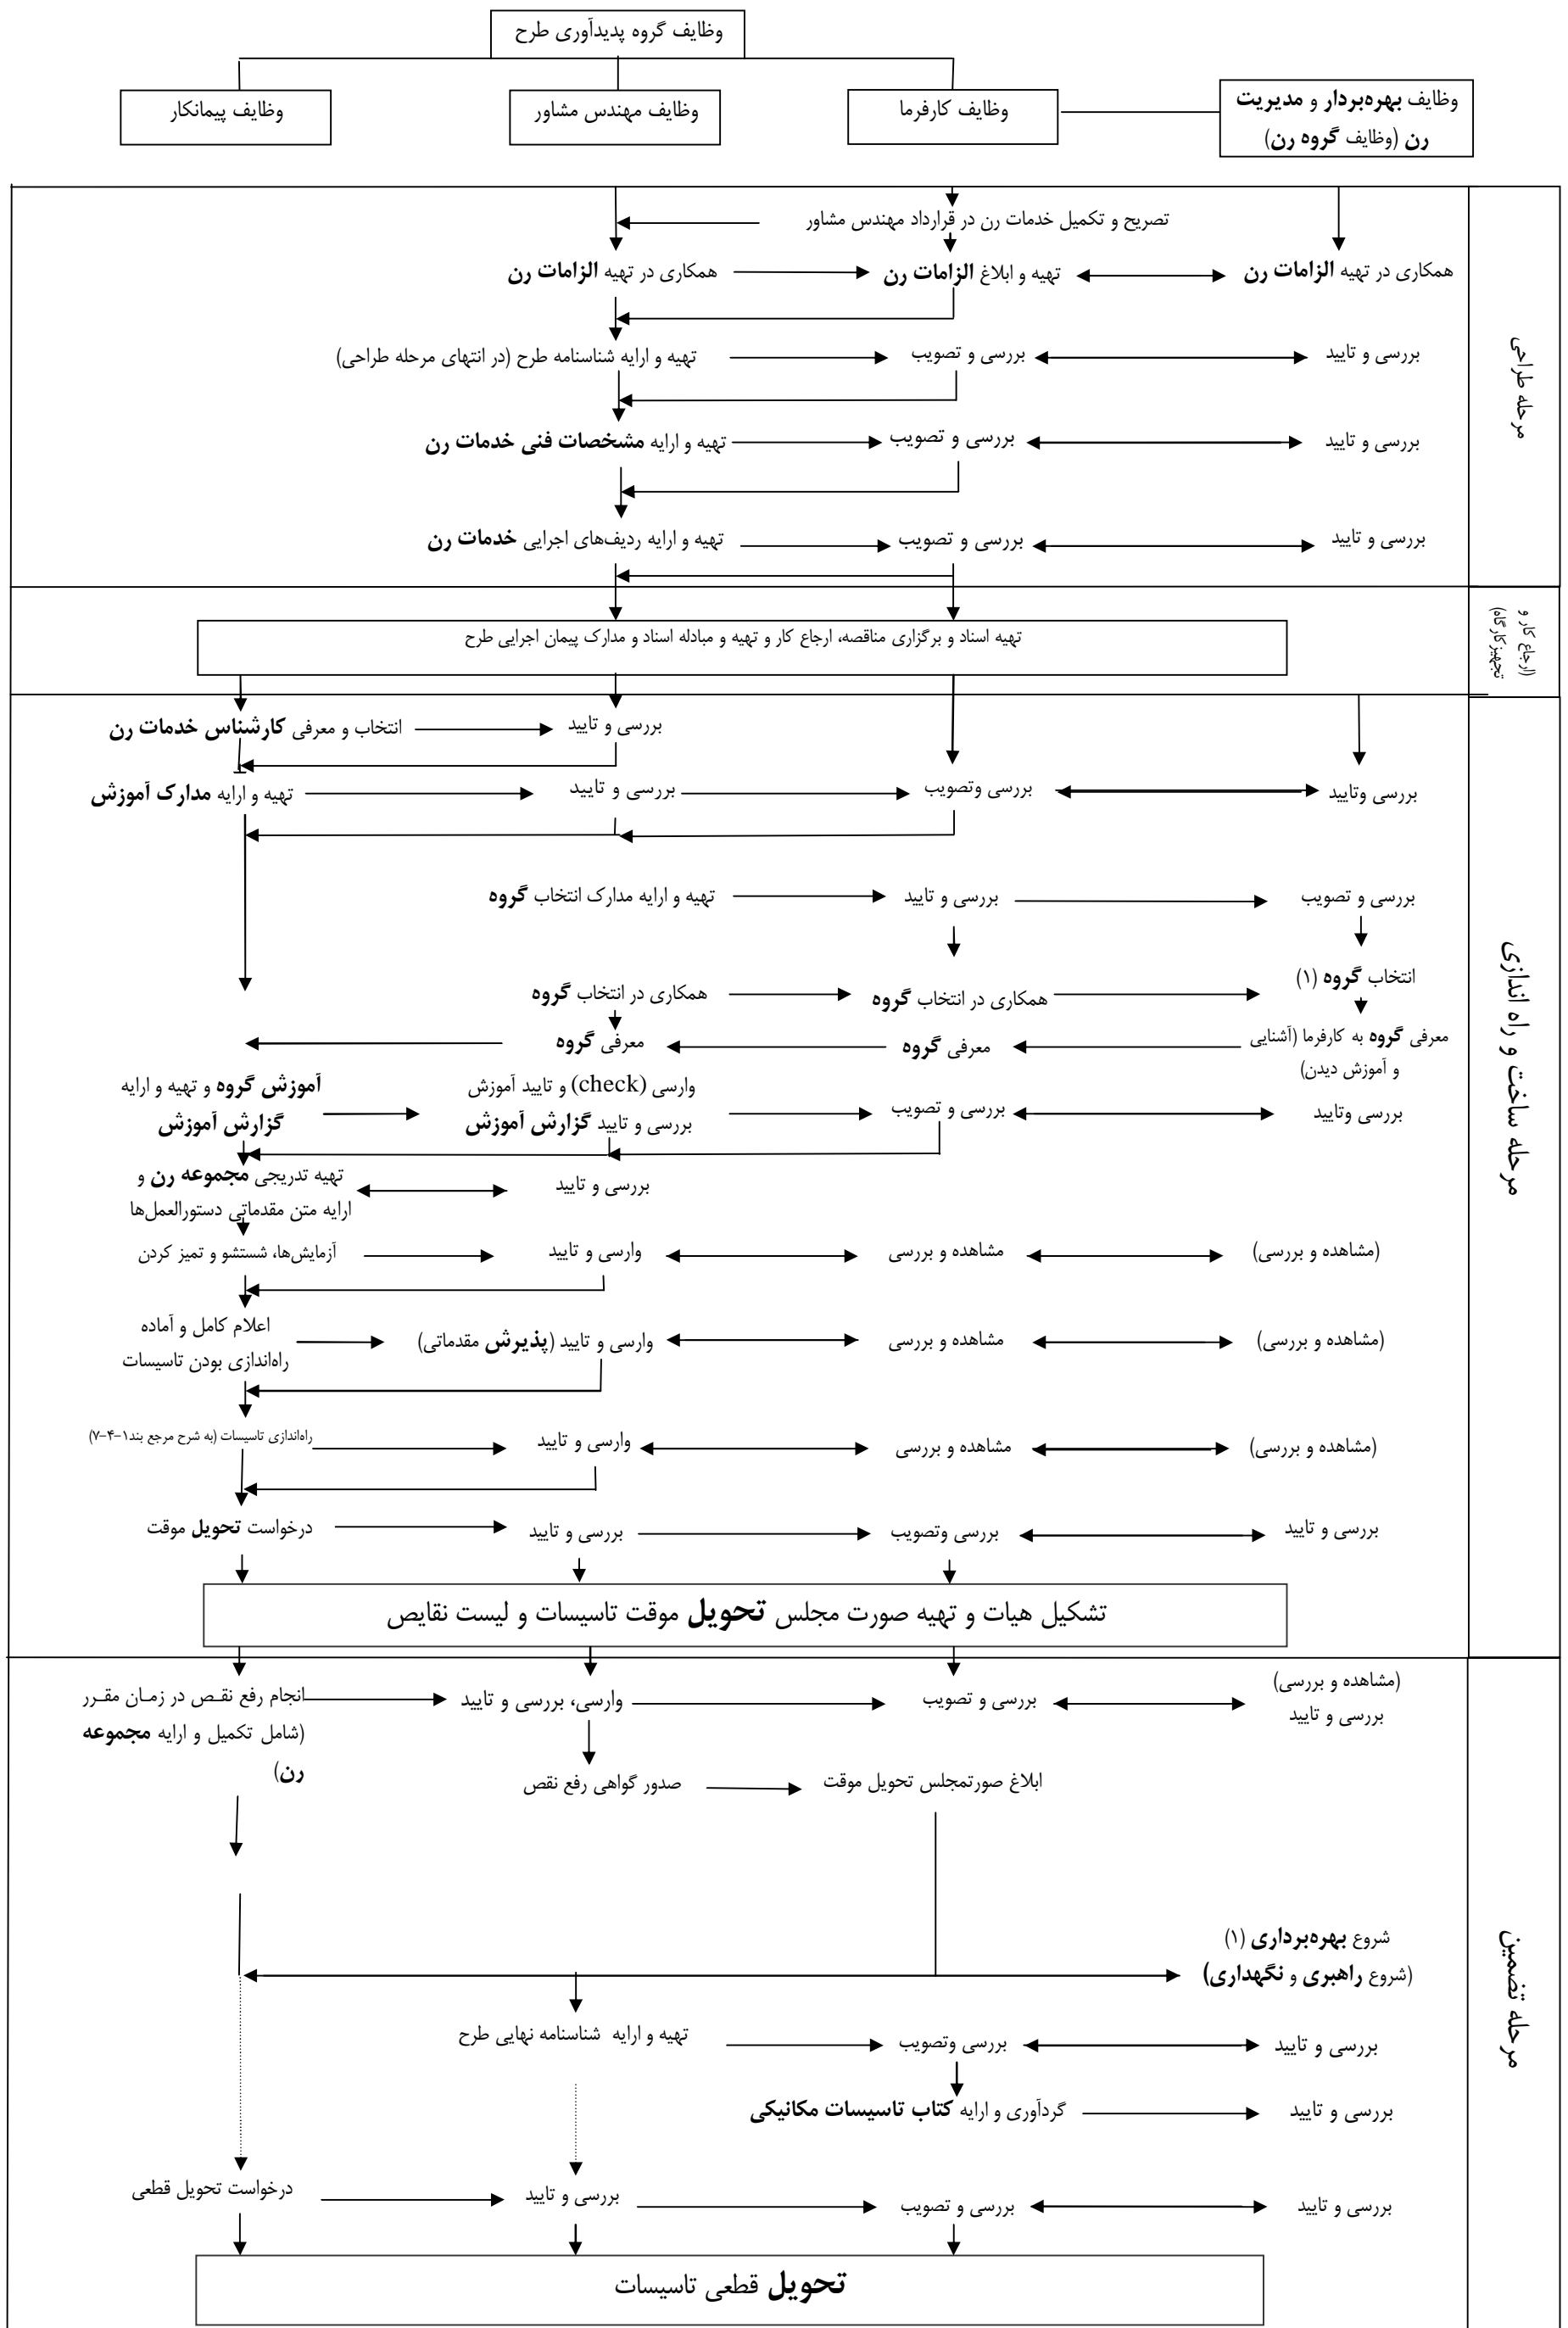 وظایف گروه پدیدآوری طرح
وظایف بهره‌بردار و مدیریت
رن (وظایف گروه رن)
وظایف کارفرما
وظایف مهندس مشاور
وظایف پیمانکار
مرحله طراحی
تصریح و تکمیل خدمات رن در قرارداد مهندس مشاور
همکاری در تهیه الزامات رن
تهیه و ابلاغ الزامات رن
همکاری در تهیه الزامات رن
بررسی و تایید
بررسی و تصویب
تهیه و ارایه شناسنامه طرح (در انتهای مرحله طراحی)
بررسی و تایید
بررسی و تصویب
تهیه و ارایه مشخصات فنی خدمات رن
بررسی و تایید
بررسی و تصویب
تهیه و ارایه ردیف‌های اجرایی خدمات رن
(ارجاع کار و
تجهیز کارگاه)
تهیه اسناد و برگزاری مناقصه، ارجاع کار و تهیه و مبادله اسناد و مدارک پیمان اجرایی طرح
مرحله ساخت و راه اندازی
بررسی و تایید
انتخاب و معرفی کارشناس خدمات رن
بررسی وتایید
بررسی وتصویب
بررسی و تایید
تهیه و ارایه مدارک آموزش
بررسی و تصویب
بررسی و تایید
تهیه و ارایه مدارک انتخاب گروه
انتخاب گروه (۱)
همکاری در انتخاب گروه
همکاری در انتخاب گروه
معرفی گروه به کارفرما (آشنایی
و آموزش دیدن)
معرفی گروه
معرفی گروه
بررسی وتایید
بررسی و تصویب
وارسی (check) و تایید آموزش
بررسی و تایید گزارش آموزش
آموزش گروه و تهیه و ارایه
گزارش آموزش
بررسی و تایید
تهیه تدریجی مجموعه رن و
ارایه متن مقدماتی دستورالعمل‌ها
(مشاهده و بررسی)
مشاهده و بررسی
وارسی و تایید
آزمایش‌ها، شستشو و تمیز کردن
(مشاهده و بررسی)
مشاهده و بررسی
وارسی و تایید (پذیرش مقدماتی)
اعلام کامل و آماده
راه‌اندازی بودن تاسیسات
(مشاهده و بررسی)
مشاهده و بررسی
وارسی و تایید
راه‌اندازی تاسیسات (به شرح مرجع بند۱-۴-۷)
بررسی و تایید
بررسی وتصویب
بررسی و تایید
درخواست تحویل موقت
تشکیل هیات و تهیه صورت مجلس تحویل موقت تاسیسات و لیست نقایص
مرحله تضمین
(مشاهده و بررسی)
بررسی و تایید
بررسی و تصویب
وارسی، بررسی و تایید
انجام رفع نقـص در زمـان مقـرر
(شامل تکمیل و ارایه مجموعه
رن)
ابلاغ صورتمجلس تحویل موقت
صدور گواهی رفع نقص
شروع بهره‌برداری (۱)
(شروع راهبری و نگهداری)
بررسی و تایید
بررسی وتصویب
تهیه و ارایه شناسنامه نهایی طرح
بررسی و تایید
گردآوری و ارایه کتاب تاسیسات مکانیکی
بررسی و تایید
بررسی و تصویب
بررسی و تایید
درخواست تحویل قطعی
تحویل قطعی تاسیسات